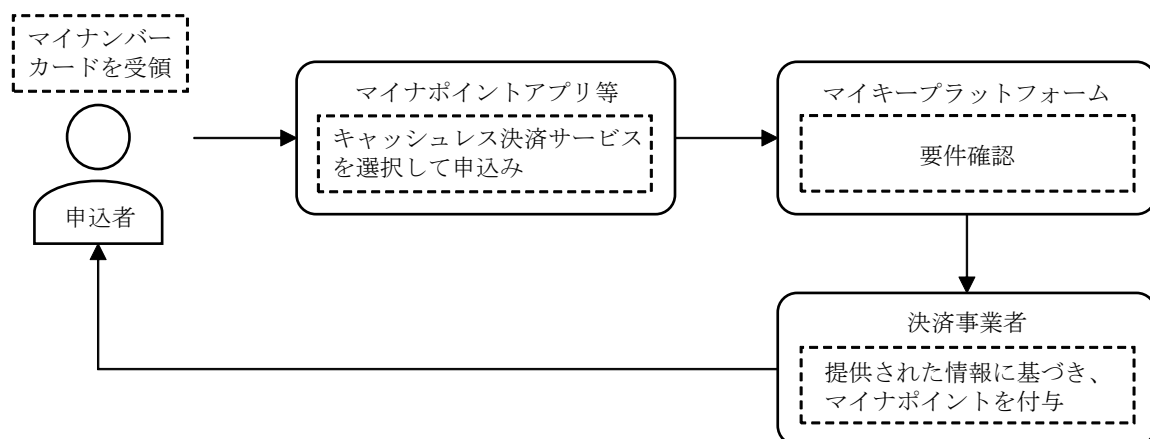 マイナンバー
カードを受領
申込者
マイナポイントアプリ等
キャッシュレス決済サービス
を選択して申込み
マイキープラットフォーム
要件確認
決済事業者
提供された情報に基づき、
マイナポイントを付与